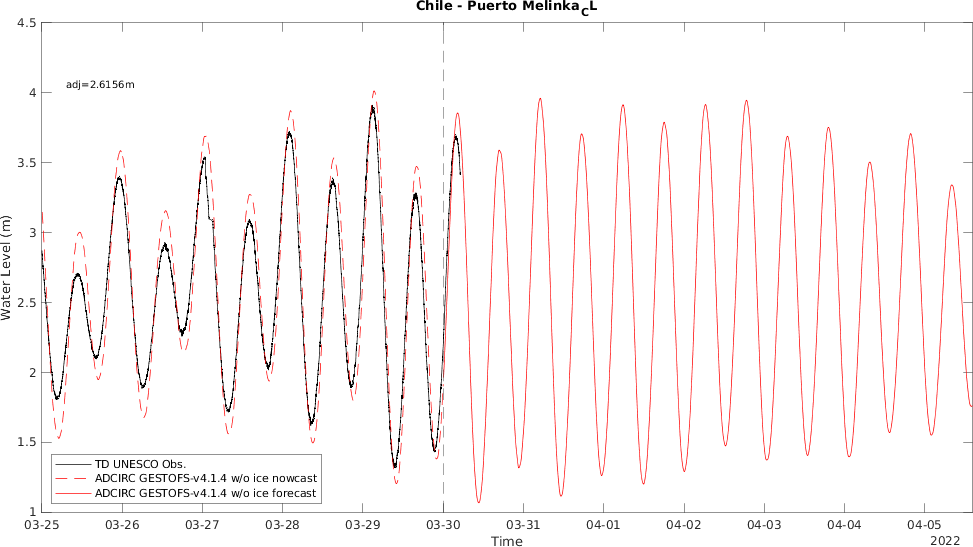 Chile - Puerto Melinka_CL
4.5
4
3.5
3
2.5
2
1.5
1
Water Level (m)
adj=2.6156m
TD UNESCO Obs.
ADCIRC GESTOFS-v4.1.4 w/o ice nowcast
ADCIRC GESTOFS-v4.1.4 w/o ice forecast
03-25 03-26 03-27 03-28 03-29 03-30 03-31 04-01 04-02 04-03 04-04 04-05
Time
2022